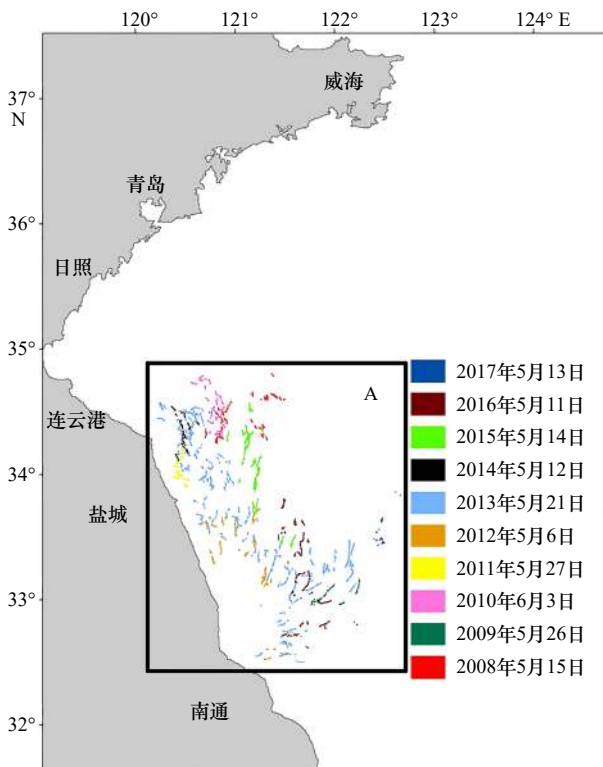 120°
121°
122°
123°
124° E
37°
N
威海
青岛
36°
日照
35°
A
连云港
34°
盐城
33°
南通
32°
2017年5月13日
2016年5月11日
2015年5月14日
2014年5月12日
2013年5月21日
2012年5月6日
2011年5月27日
2010年6月3日
2009年5月26日
2008年5月15日